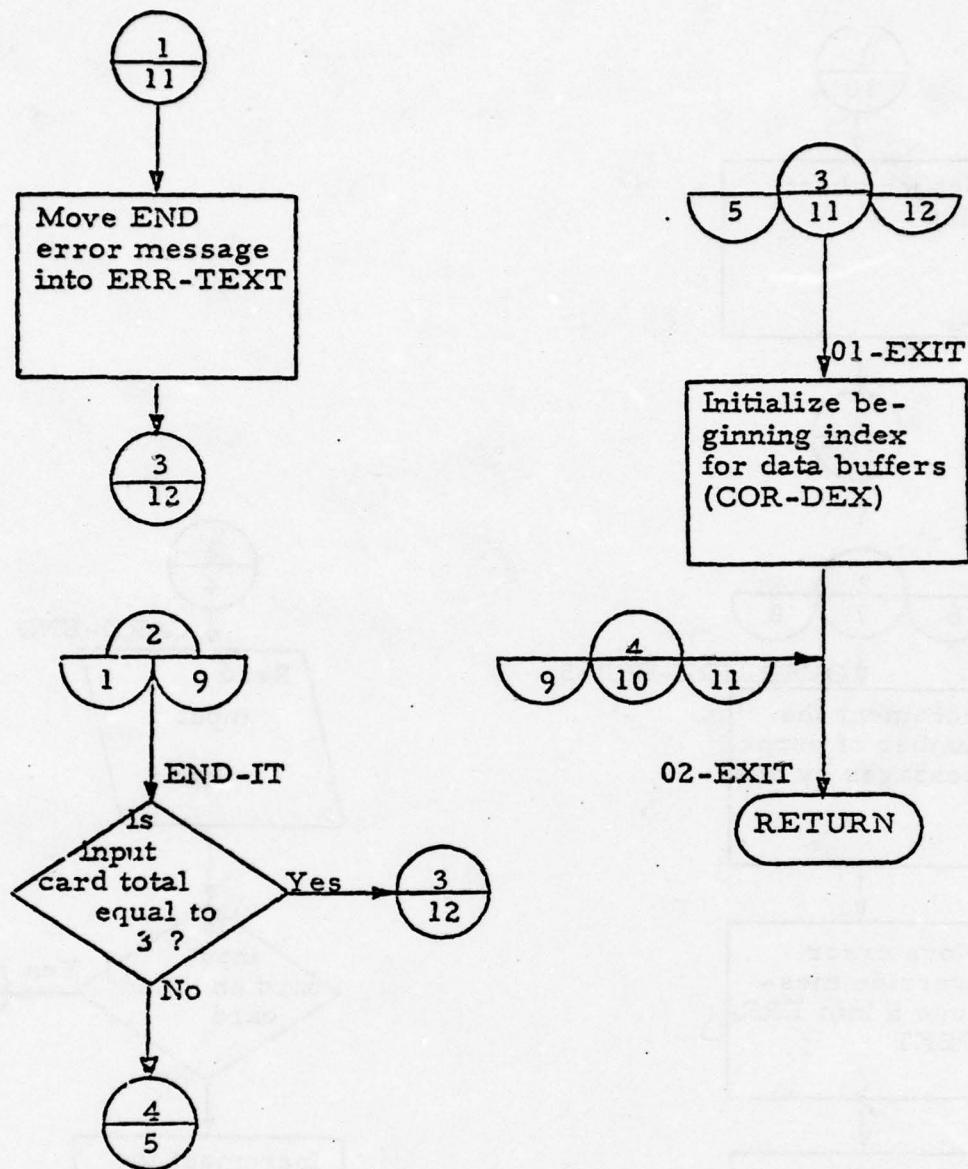 1
11
Move END
error message
into ERR-TEXT
3
12
2
1 9
END-IT
Is
input
card total
equal to
3 ?
Yes
3
12
No
4
5
3
5 11 12
01-EXIT
Initialize be-
ginning index
for data buffers
(COR-DEX)
4
9 10 11
02-EXIT
RETURN